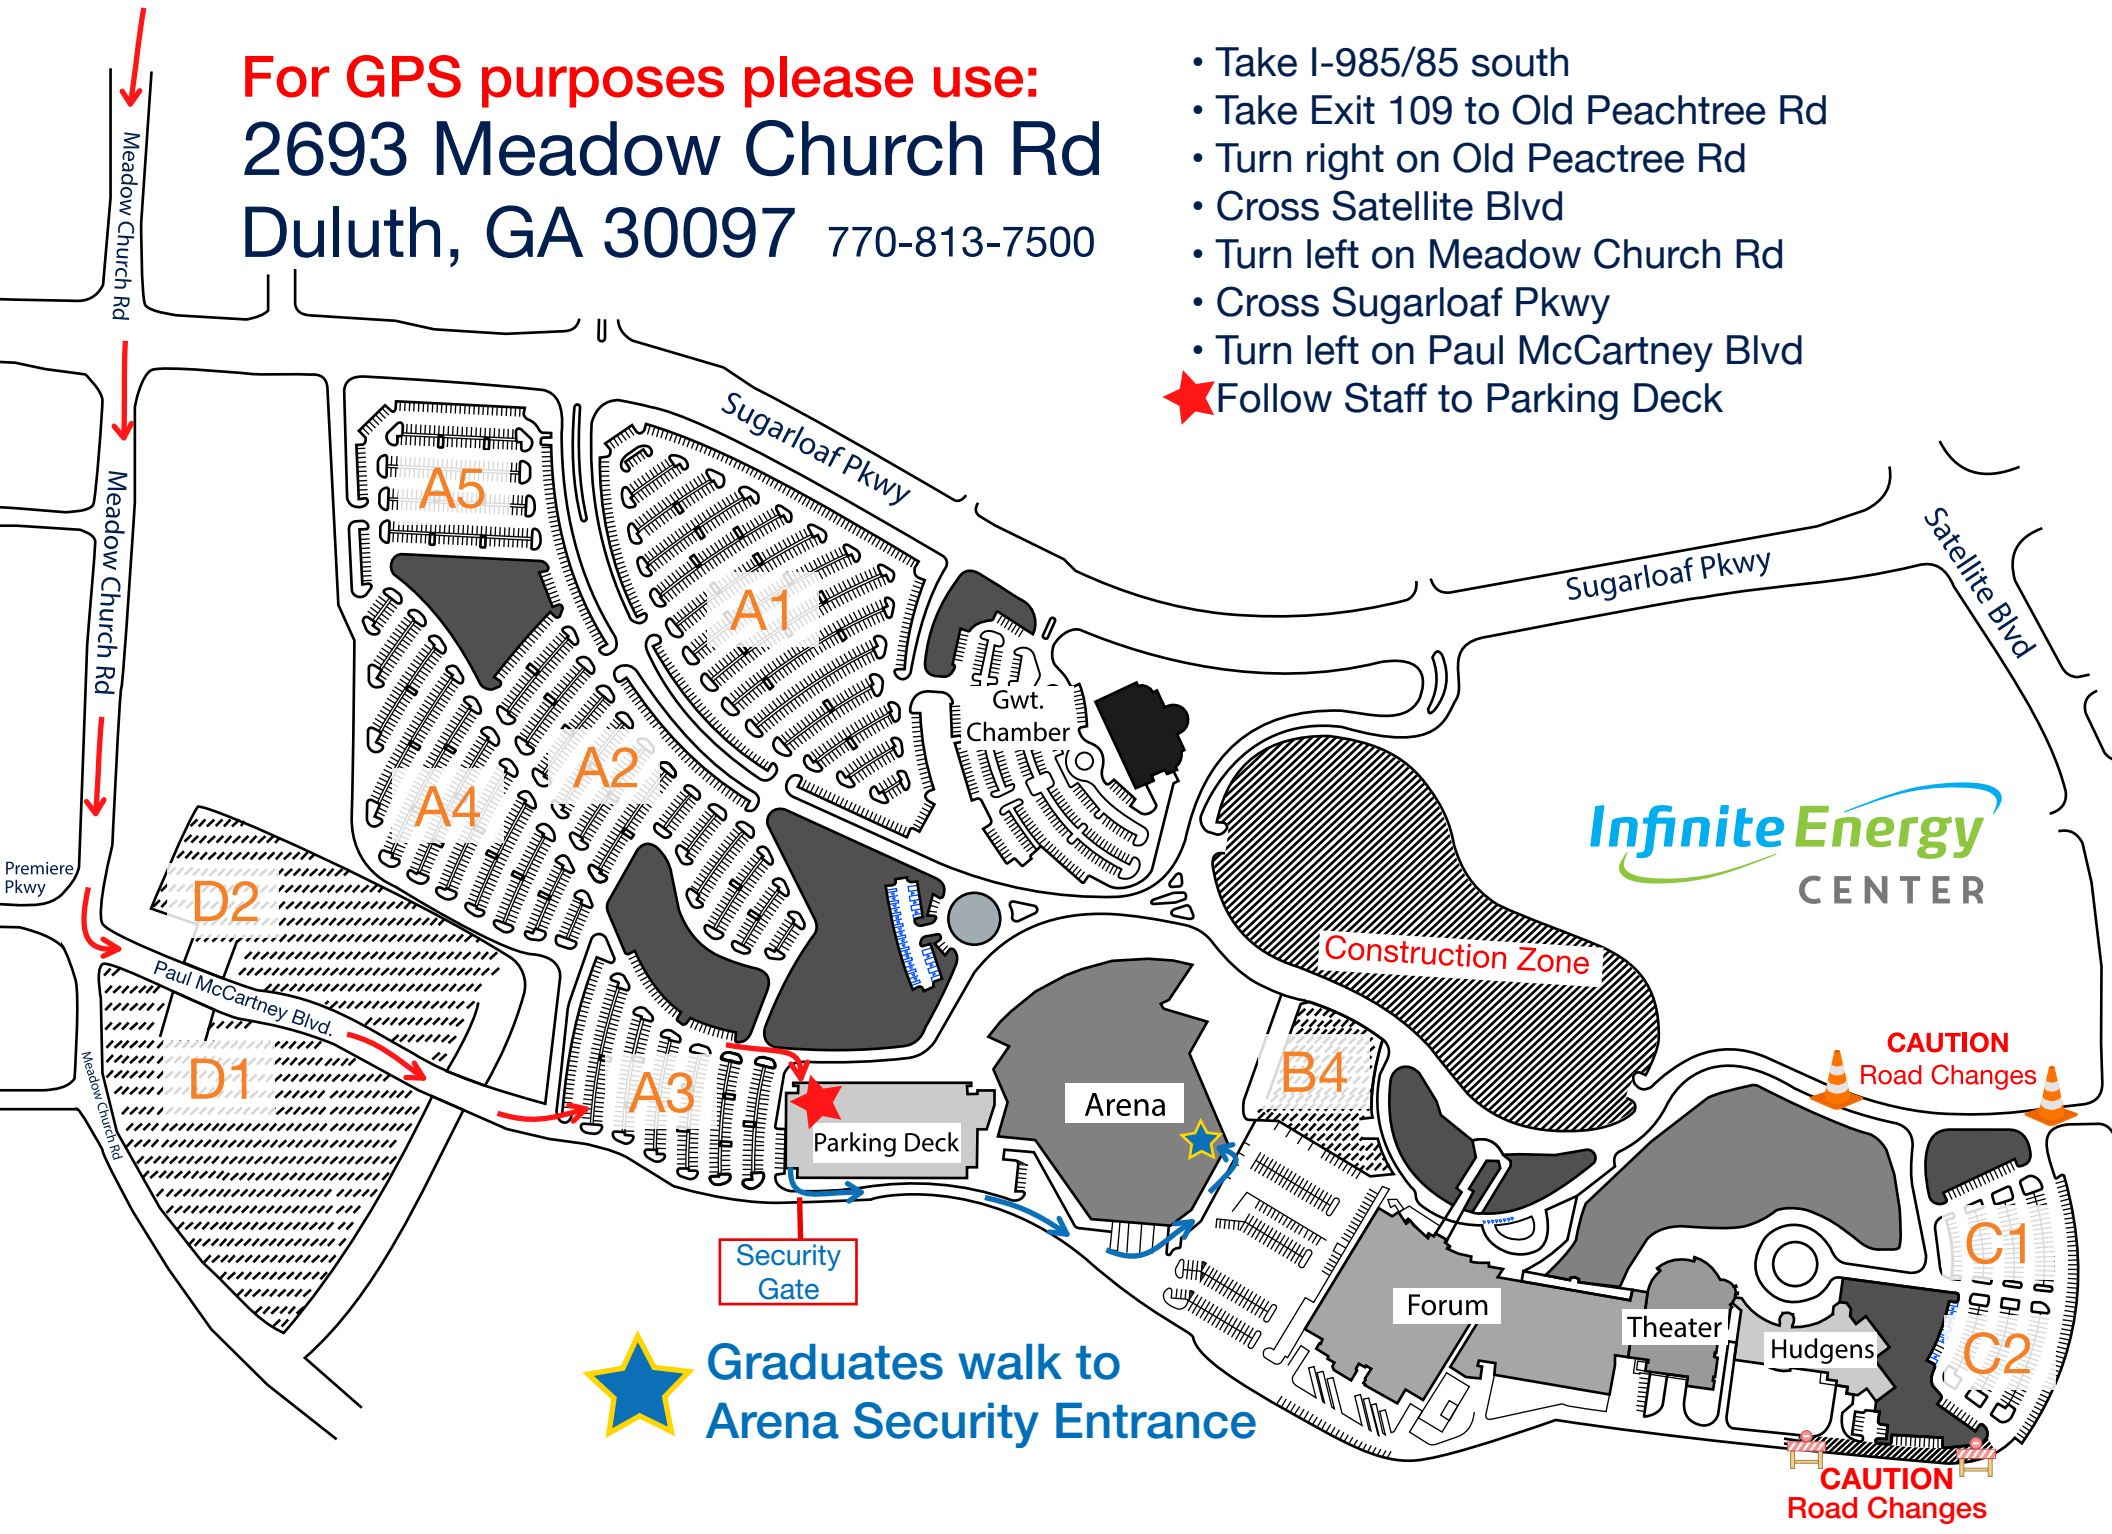 For GPS purposes please use:
2693 Meadow Church Rd
Duluth, GA 30097 770-813-7500
• Take I-985/85 south
• Take Exit 109 to Old Peachtree Rd
• Turn right on Old Peactree Rd
• Cross Satellite Blvd
• Turn left on Meadow Church Rd
• Cross Sugarloaf Pkwy
• Turn left on Paul McCartney Blvd
Follow Staff to Parking Deck
Meadow Church Rd
Sugarloaf Pkwy
A5
Meadow Church Rd
Sugarloaf Pkwy
Satellite Blvd
A1
Gwt.
Chamber
A2
A4
Infinite Energy
CENTER
Premiere
Pkwy
D2
Construction Zone
Paul McCartney Blvd.
D1
Meadow Church Rd
A3
Parking Deck
Arena
B4
CAUTION
Road Changes
Security
Gate
C1
Forum
Theater
Hudgens
C2
Graduates walk to
Arena Security Entrance
CAUTION
Road Changes